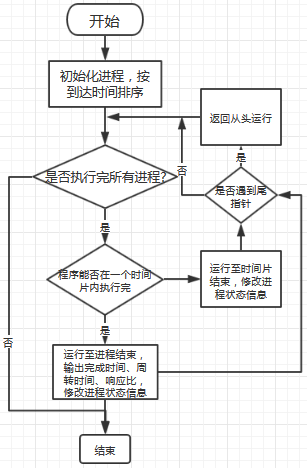 开始
初始化进程，按
到达时间排序
返回从头运行
是
否
是否执行完所有进程?
是否遇到尾
指针
是
程序能否在一个时间
片内执行完
运行至时间片
结束，修改进
程状态信息
是
否
运行至进程结束，
输出完成时间、周
转时间、响应比，
修改进程状态信息
结束